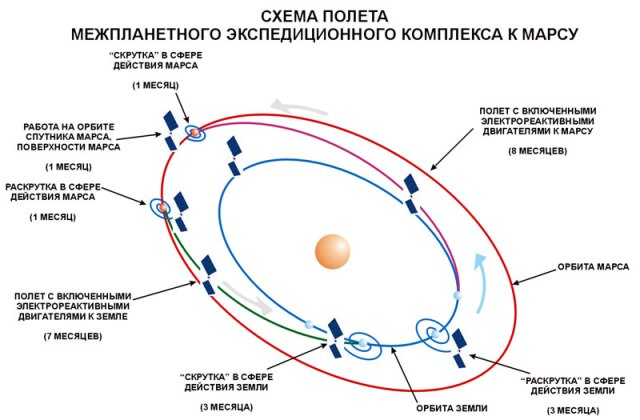 СХЕМА ПОЛЕТА
МЕЖПЛАНЕТНОГО ЭКСПЕДИЦИОННОГО КОМПЛЕКСА К МАРСУ
"СКРУТКА" В СФЕРЕ
ДЕЙСТВИЯ МАРСА
(1 МЕСЯЦ)
РАБОТА НА ОРБИТЕ
СПУТНИКА МАРСА,
ПОВЕРХНОСТИ МАРСА
(1 МЕСЯЦ)
РАСКРУТКА В СФЕРЕ
ДЕЙСТВИЯ МАРСА
(1 МЕСЯЦ)
ПОЛЕТ С ВКЛЮЧЕННЫМИ
ЭЛЕКТРОРЕАКТИВНЫМИ
ДВИГАТЕЛЯМИ К ЗЕМЛЕ
(7 МЕСЯЦЕВ)
ПОЛЕТ С ВКЛЮЧЕННЫМИ
ЭЛЕКТРОРЕАКТИВНЫМИ
ДВИГАТЕЛЯМИ К МАРСУ
(8 МЕСЯЦЕВ)
ОРБИТА МАРСА
"СКРУТКА" В СФЕРЕ
ДЕЙСТВИЯ ЗЕМЛИ
(3 МЕСЯЦА)
ОРБИТА ЗЕМЛИ
"РАСКРУТКА" В СФЕРЕ
ДЕЙСТВИЯ ЗЕМЛИ
(3 МЕСЯЦА)